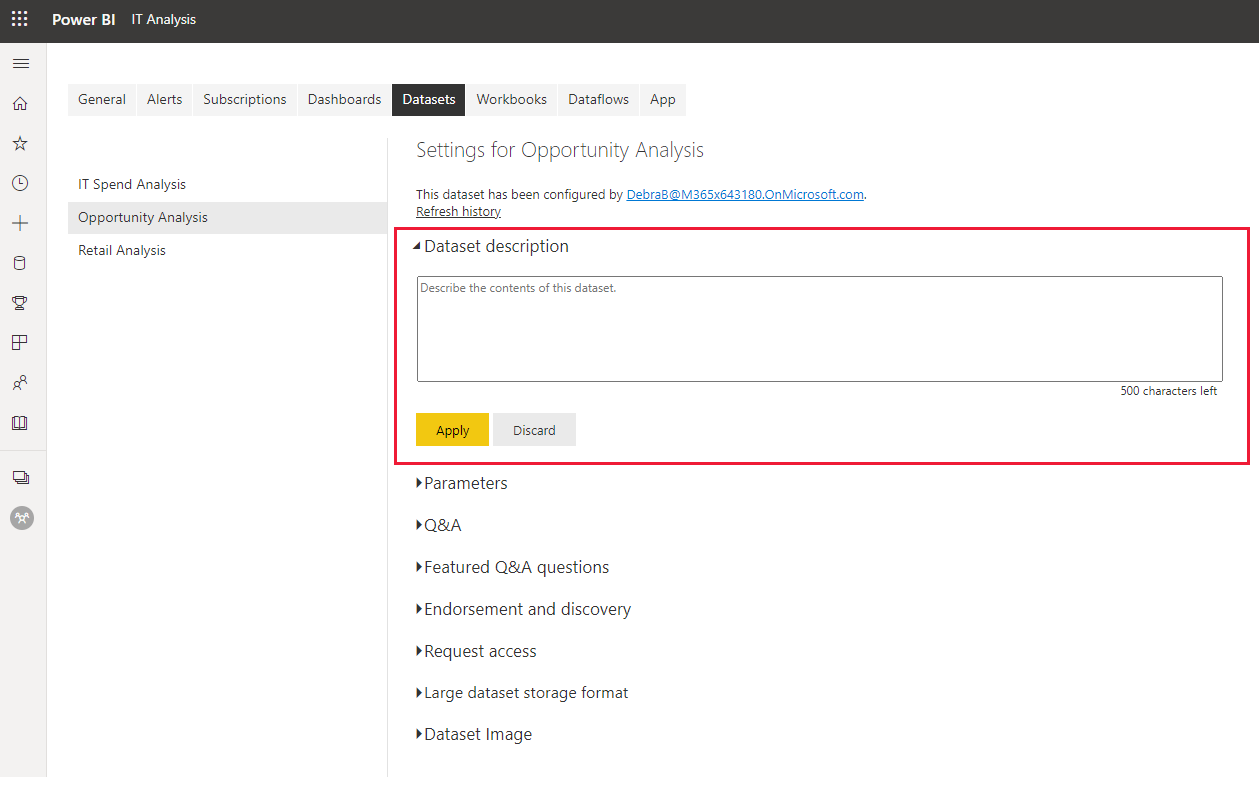 Power BI IT Analysis
General Alerts Subscriptions Dashboards Datasets Workbooks Dataflows App
IT Spend Analysis
Opportunity Analysis
Retail Analysis
Settings for Opportunity Analysis
This dataset has been configured by DebraB@M365x643180.OnMicrosoft.com.
Refresh history
Dataset description
Describe the contents of this dataset.
500 characters left
Apply Discard
Parameters
Q&A
Featured Q&A questions
Endorsement and discovery
Request access
Large dataset storage format
Dataset Image